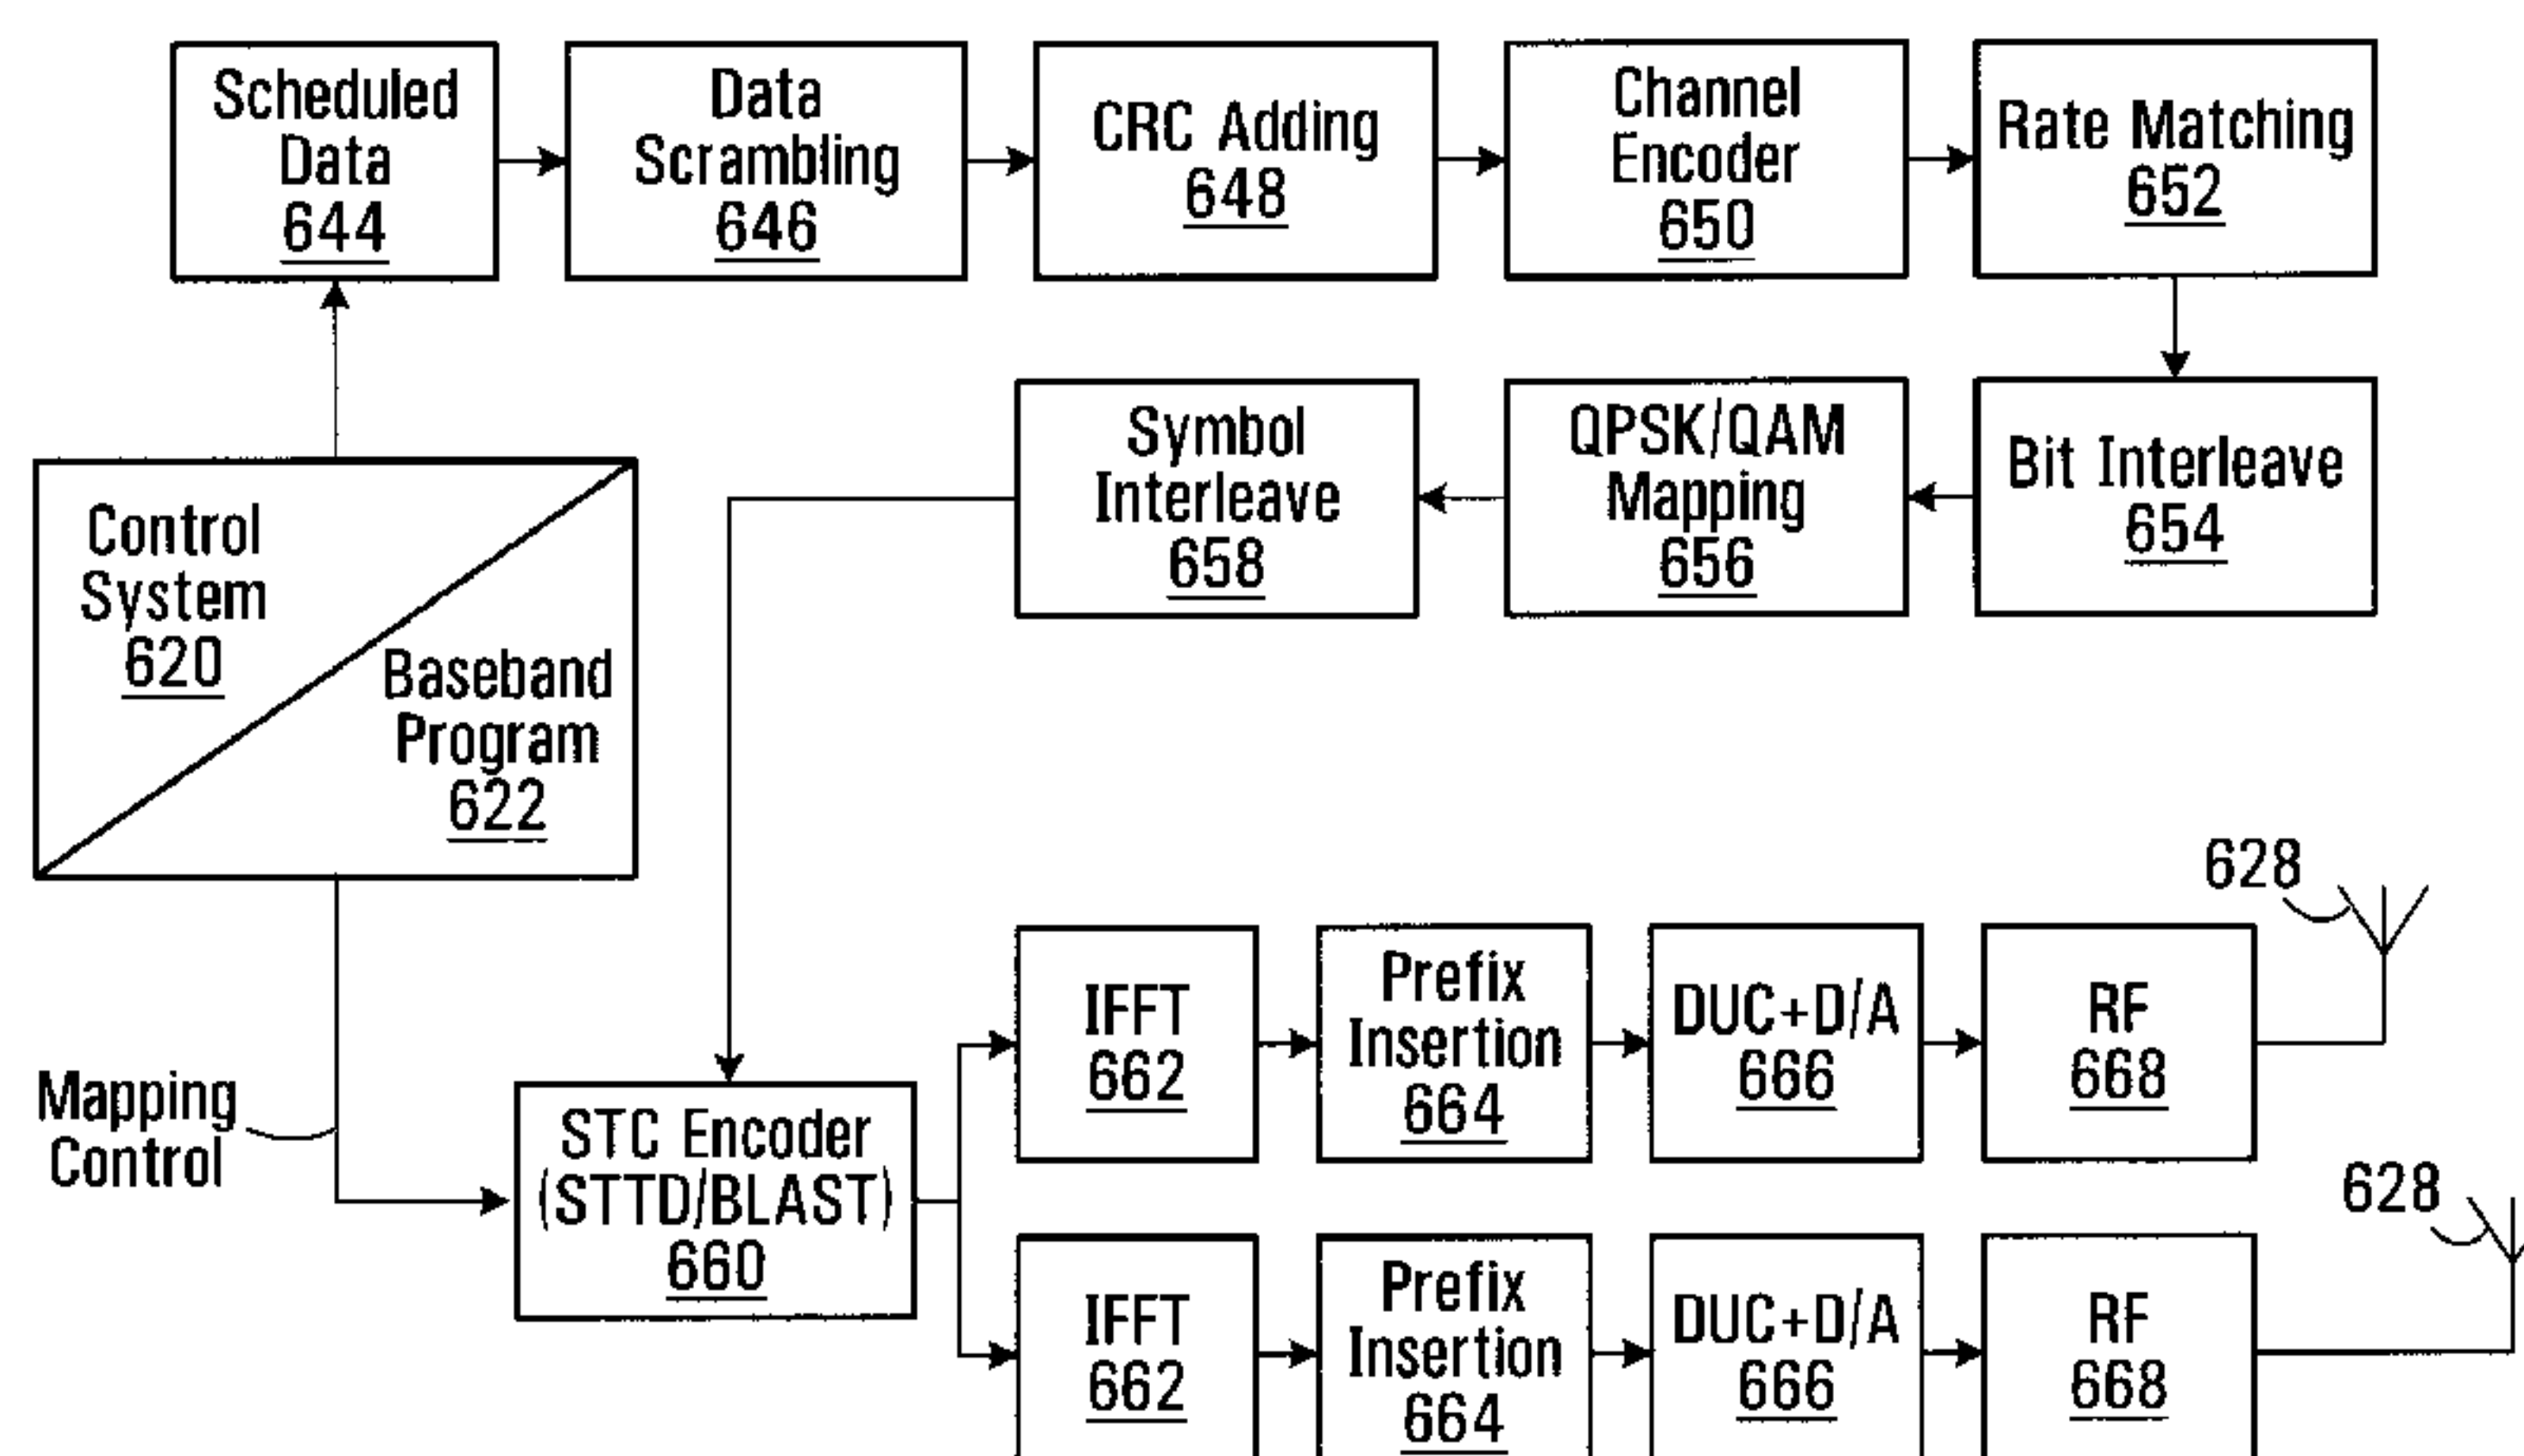 Scheduled
Data
644
Data
Scrambling
646
CRC Adding
648
Channel
Encoder
650
Rate Matching
652
Symbol
Interleave
658
QPSK/QAM
Mapping
656
Bit Interleave
654
Control
System
620
Baseband
Program
622
Mapping
Control
STC Encoder
(STTD/BLAST)
660
IFFT
662
Prefix
Insertion
664
DUC+D/A
666
RF
668
628
IFFT
662
Prefix
Insertion
664
DUC+D/A
666
RF
668
628